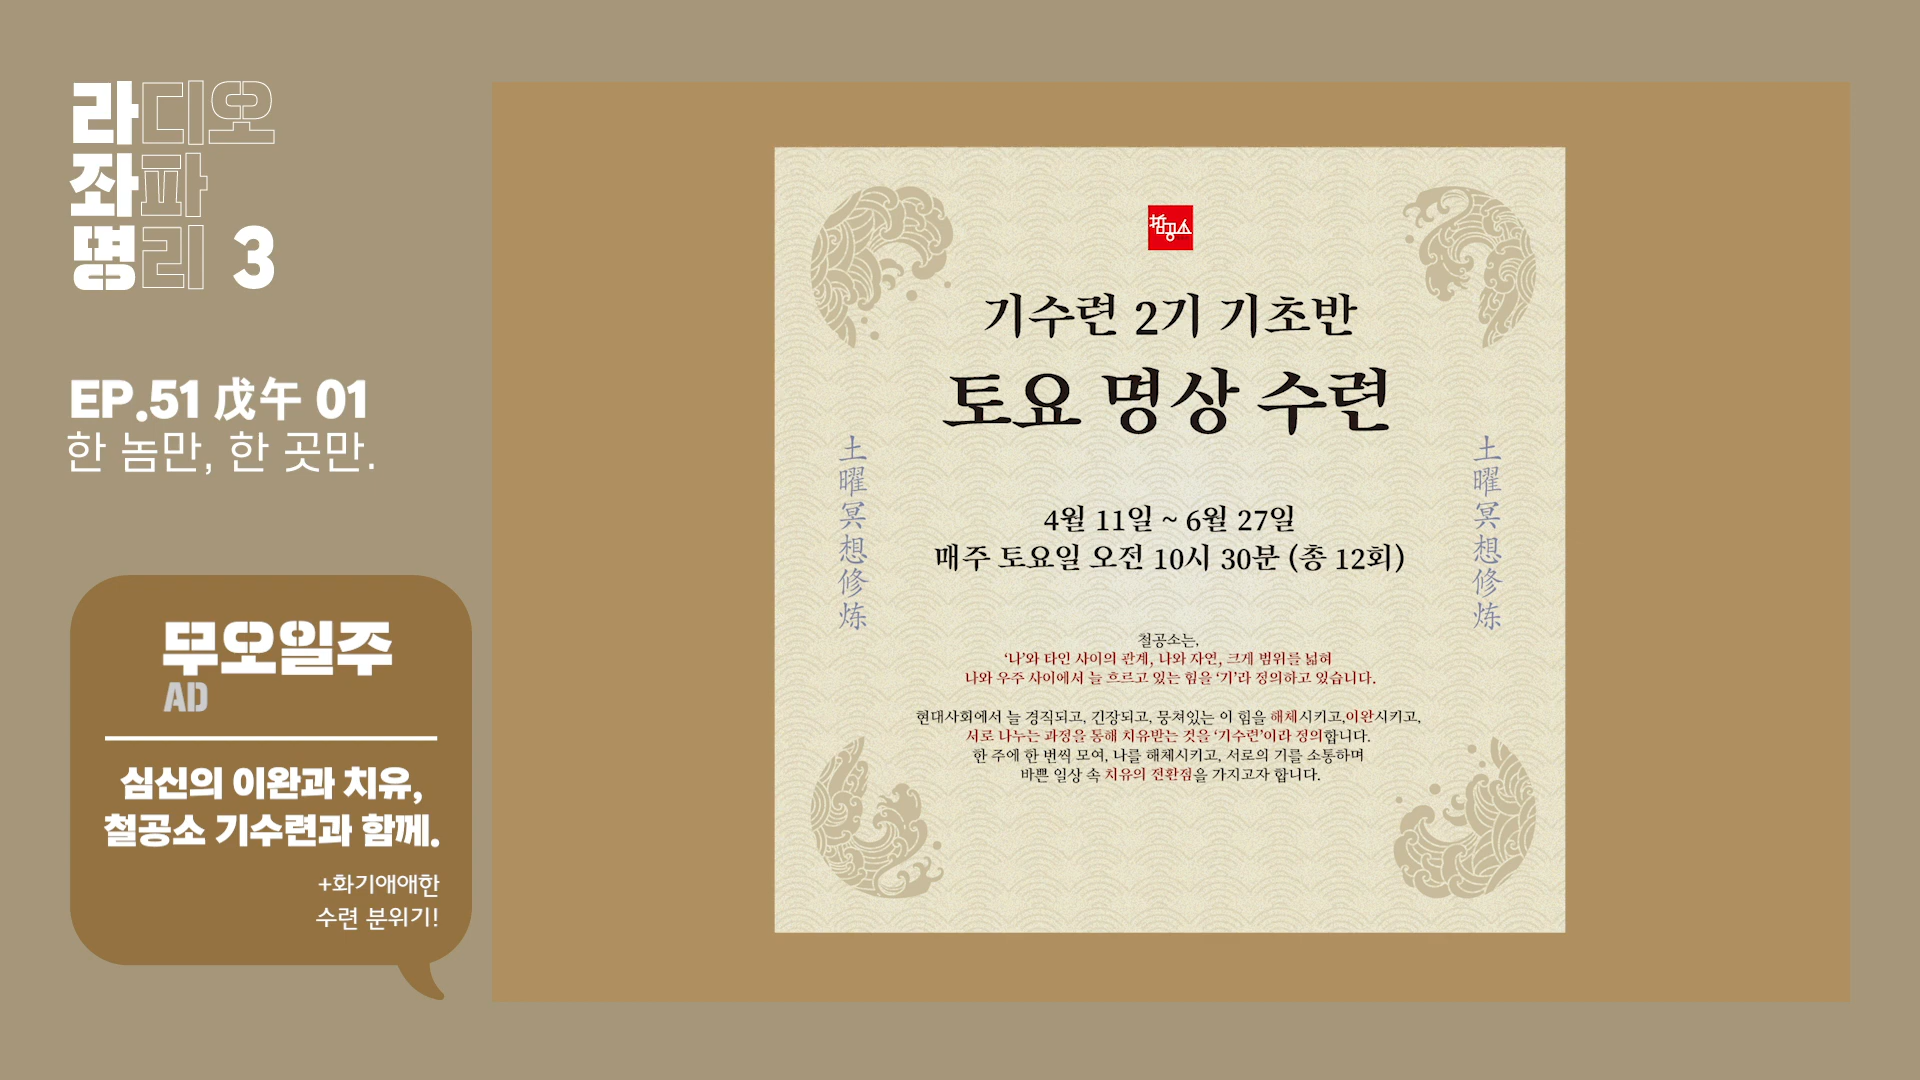 라디오
좌파
명리 3
EP.51 戊午 01
한 놈만, 한 곳만.
무오일주
AD
심신의 이완과 치유,
철공소 기수련과 함께.
+화기애애한
수련 분위기!
哲공소
기수련 2기 기초반
토요 명상 수련
土曜冥想修炼
土曜冥想修炼
4월 11일 ~ 6월 27일
매주 토요일 오전 10시 30분 (총 12회)
철공소는,
‘나’와 타인 사이의 관계, 나와 자연, 크게 범위를 넓혀
나와 우주 사이에서 늘 흐르고 있는 힘을 ‘기’라 정의하고 있습니다.
현대사회에서 늘 경직되고, 긴장되고, 뭉쳐있는 이 힘을 해체시키고,이완시키고,
서로 나누는 과정을 통해 치유받는 것을 ‘기수련’이라 정의합니다.
한 주에 한 번씩 모여, 나를 해체시키고, 서로의 기를 소통하며
바쁜 일상 속 치유의 전환점을 가지고자 합니다.